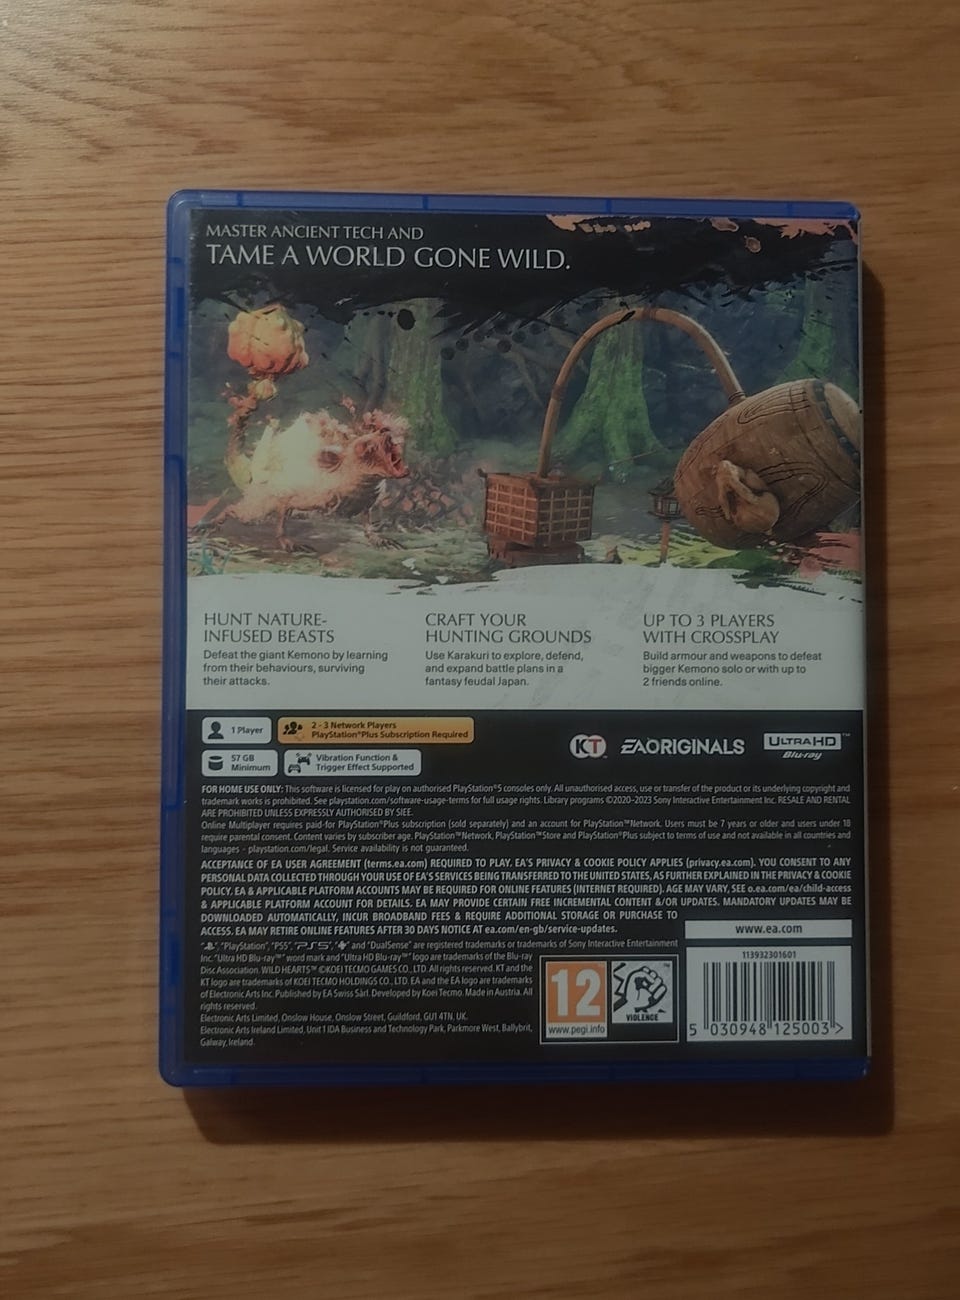 MASTER ANCIENT TECH AND
TAME A WORLD GONE WILD.
HUNT NATURE-
INFUSED BEASTS
Defeat the giant Kemono by learning
from their behaviours, surviving
their attacks.
CRAFT YOUR
HUNTING GROUNDS
Use Karakuri to explore, defend,
and expand battle plans in a
fantasy feudal Japan.
UP TO 3 PLAYERS
WITH CROSSPLAY
Build armour and weapons to defeat
bigger Kemono solo or with up to
2 friends online.
1 Player
2 - 3 Network Players
PlayStation®Plus Subscription Required
57 GB
Minimum
Vibration Function &
Trigger Effect Supported
KT
EA ORIGINALS
ULTRA HD™
Blu-ray
FOR HOME USE ONLY: This software is licensed for play on authorised PlayStation®5 consoles only. All unauthorised access, use or transfer of the product or its underlying copyright and
trademark works is prohibited. See playstation.com/software-usage-terms for full usage rights. Library programs ©2020-2023 Sony Interactive Entertainment Inc. RESALE AND RENTAL
ARE PROHIBITED UNLESS EXPRESSLY AUTHORISED BY SIEE.
Online Multiplayer requires paid-for PlayStation®Plus subscription (sold separately) and an account for PlayStation™Network. Users must be 7 years or older and users under 18
require parental consent. Content varies by subscriber age. PlayStation™Network, PlayStation™Store and PlayStation®Plus subject to terms of use and not available in all countries and
languages - playstation.com/legal. Service availability is not guaranteed.
ACCEPTANCE OF EA USER AGREEMENT (terms.ea.com) REQUIRED TO PLAY. EA'S PRIVACY & COOKIE POLICY APPLIES (privacy.ea.com). YOU CONSENT TO ANY
PERSONAL DATA COLLECTED THROUGH YOUR USE OF EA'S SERVICES BEING TRANSFERRED TO THE UNITED STATES, AS FURTHER EXPLAINED IN THE PRIVACY & COOKIE
POLICY. EA & APPLICABLE PLATFORM ACCOUNTS MAY BE REQUIRED FOR ONLINE FEATURES (INTERNET REQUIRED). AGE MAY VARY, SEE o.ea.com/ea/child-access
& APPLICABLE PLATFORM ACCOUNT FOR DETAILS. EA MAY PROVIDE CERTAIN FREE INCREMENTAL CONTENT &/OR UPDATES. MANDATORY UPDATES MAY BE
DOWNLOADED AUTOMATICALLY, INCUR BROADBAND FEES & REQUIRE ADDITIONAL STORAGE OR PURCHASE TO
ACCESS. EA MAY RETIRE ONLINE FEATURES AFTER 30 DAYS NOTICE AT ea.com/en-gb/service-updates.
"PlayStation", "PS5", "PS5", and "DualSense" are registered trademarks or trademarks of Sony Interactive Entertainment
Inc. "Ultra HD Blu-ray™" word mark and "Ultra HD Blu-ray™" logo are trademarks of the Blu-ray
Disc Association. WILD HEARTS™ ©KOEI TECMO GAMES CO., LTD. All rights reserved. KT and the
KT logo are trademarks of KOEI TECMO HOLDINGS CO., LTD. EA and the EA logo are trademarks
of Electronic Arts Inc. Published by EA Swiss Sàrl. Developed by Koei Tecmo. Made in Austria. All
rights reserved.
Electronic Arts Limited, Onslow House, Onslow Street, Guildford, GU1 4TN, UK.
Electronic Arts Ireland Limited, Unit 1 IDA Business and Technology Park, Parkmore West, Ballybrit,
Galway, Ireland.
12
www.pegi.info
VIOLENCE
www.ea.com
113932301601
5 030948 125003 >